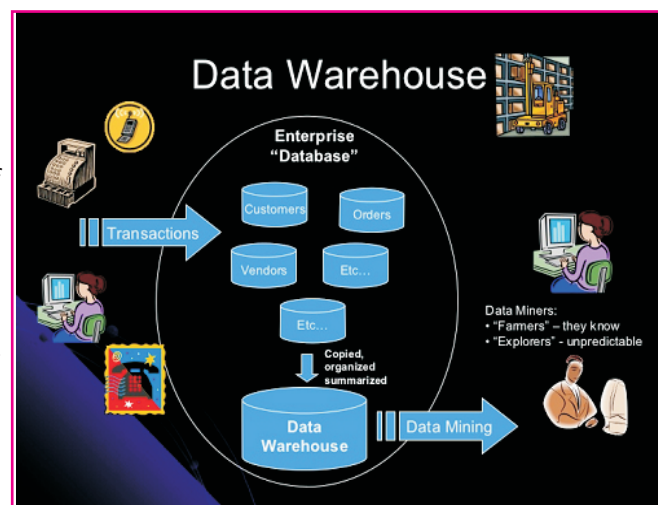 Data Warehouse
Enterprise
“Database”
Customers
Orders
Transactions
Vendors
Etc...
Etc...
Copied,
organized
summarized
Data
Warehouse
Data Mining
Data Miners:
• “Farmers” – they know
• “Explorers” - unpredictable